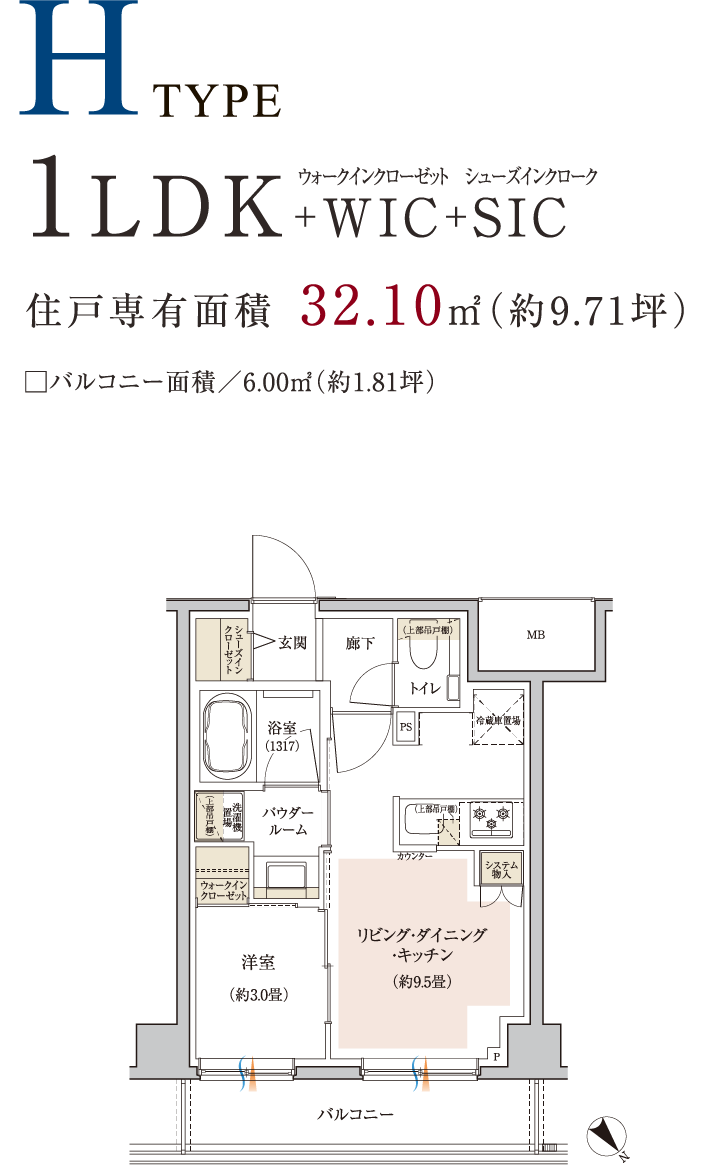 H TYPE
ウォークインクローゼット シューズインクローク
1LDK+WIC+SIC
住戸専有面積 32.10㎡(約9.71坪)
□バルコニー面積／6.00㎡(約1.81坪)
シューズイン
クローゼット
玄関
廊下
(上部吊戸棚)
トイレ
MB
浴室
(1317)
PS
冷蔵庫置場
洗濯機
置場
(上部吊戸棚)
パウダー
ルーム
(上部吊戸棚)
カウンター
システム
物入
ウォークイン
クローゼット
洋室
(約3.0畳)
リビング・ダイニング
・キッチン
(約9.5畳)
P
バルコニー
N